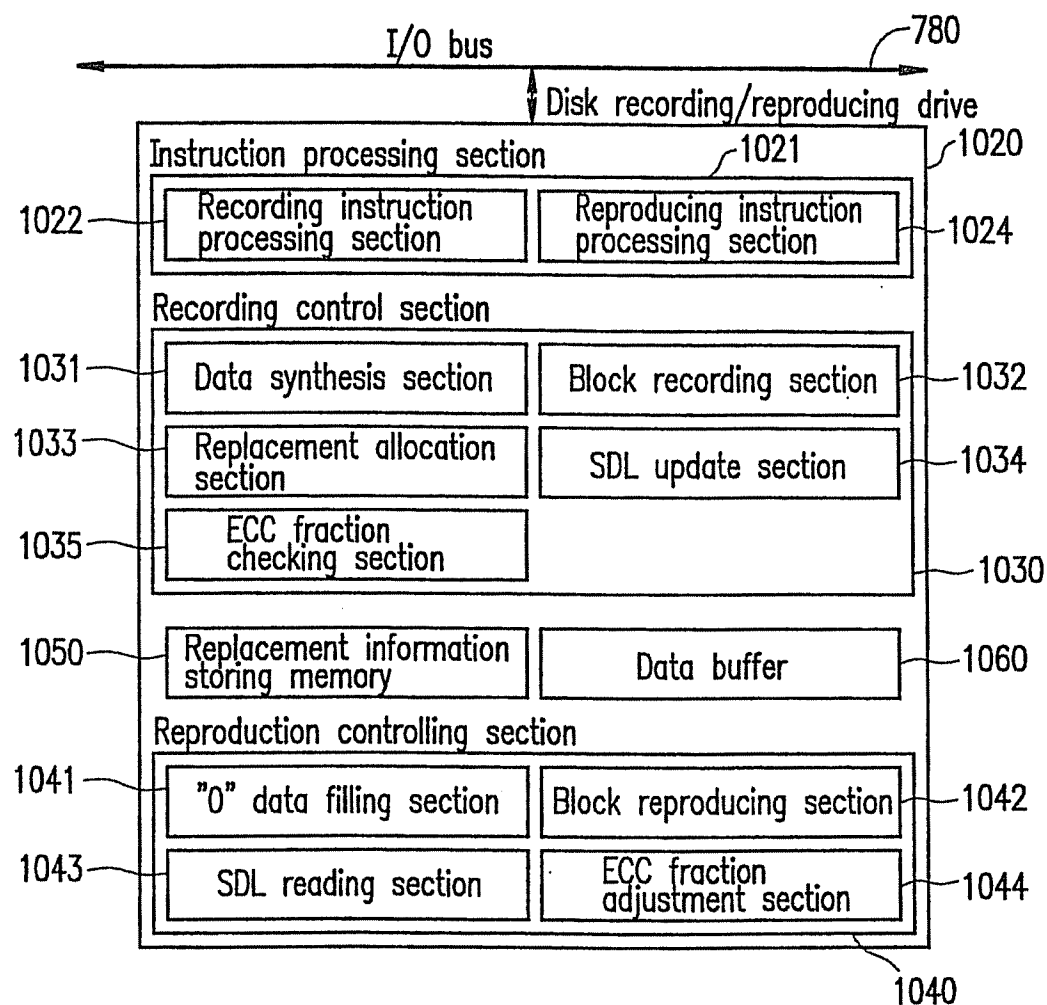 I/O bus
780
Disk recording/reproducing drive
1020
Instruction processing section
1021
1022
Recording instruction
processing section
Reproducing instruction
processing section
1024
Recording control section
1031
Data synthesis section
Block recording section
1032
1033
Replacement allocation
section
SDL update section
1034
1035
ECC fraction
checking section
1030
1050
Replacement information
storing memory
Data buffer
1060
Reproduction controlling section
1041
"0" data filling section
Block reproducing section
1042
1043
SDL reading section
ECC fraction
adjustment section
1044
1040